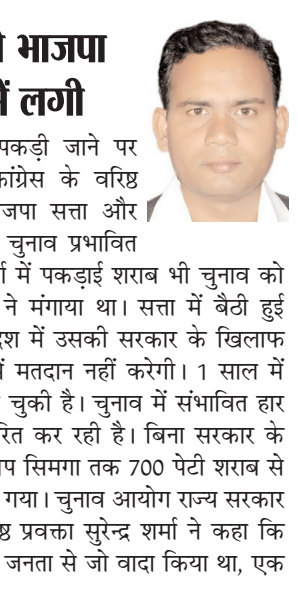 भाजपा
लगी
पकड़ी जाने पर
कांग्रेस के वरिष्ठ
सत्ता और
चुनाव प्रभावित
में पकड़ाई शराब भी चुनाव को
ने मंगाया था। सत्ता में बैठी हुई
में उसकी सरकार के खिलाफ
मतदान नहीं करेगी। 1 साल में
चुकी है। चुनाव में संभावित हार
कर रही है। बिना सरकार के
सिमगा तक 700 पेटी शराब से
गया। चुनाव आयोग राज्य सरकार
प्रवक्ता सुरेन्द्र शर्मा ने कहा कि
जनता से जो वादा किया था, एक